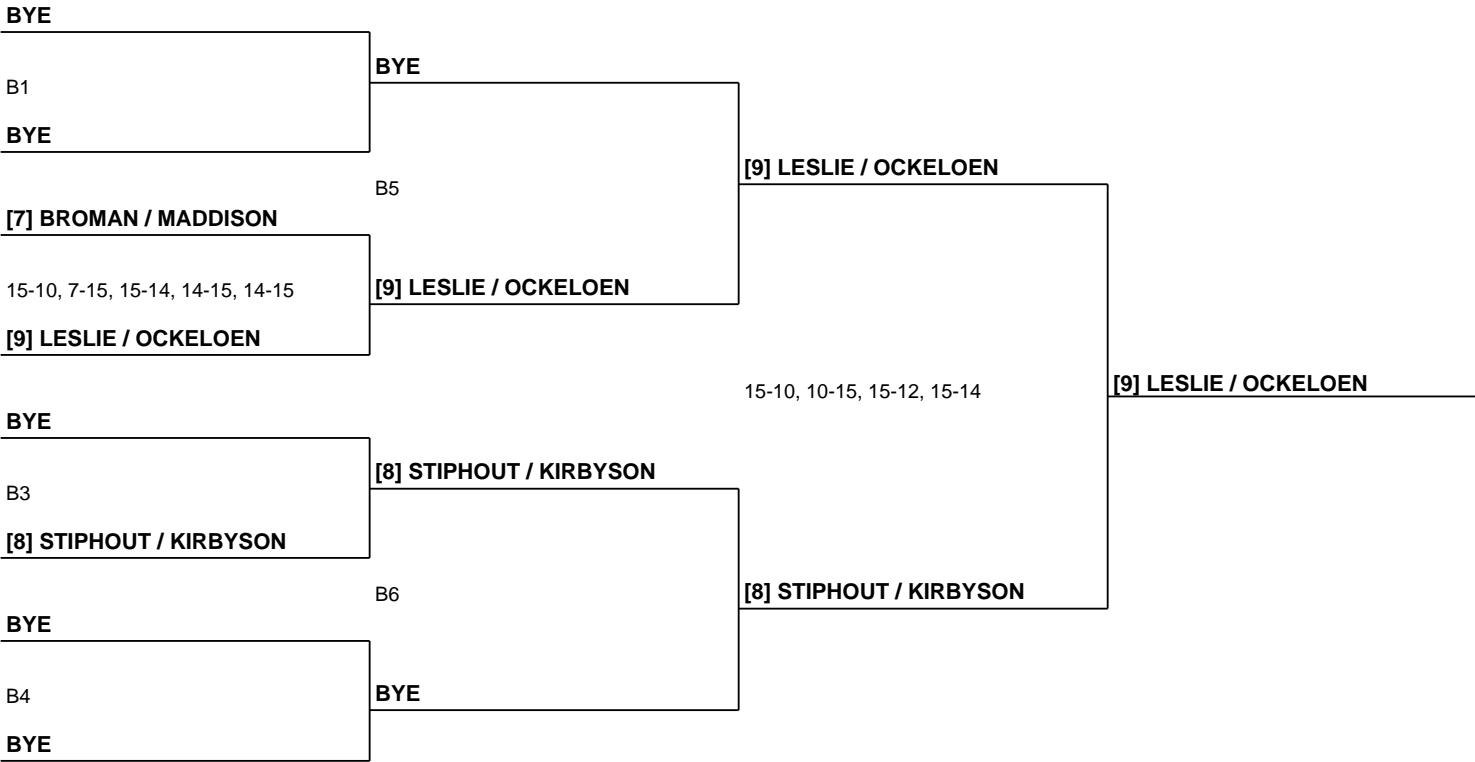 BYE
B1
BYE
[7] BROMAN / MADDISON
15-10, 7-15, 15-14, 14-15, 14-15
[9] LESLIE / OCKELOEN
BYE
B3
[8] STIPHOUT / KIRBYSON
BYE
B4
BYE
BYE
B5
[9] LESLIE / OCKELOEN
[8] STIPHOUT / KIRBYSON
B6
BYE
[9] LESLIE / OCKELOEN
15-10, 10-15, 15-12, 15-14
[8] STIPHOUT / KIRBYSON
[9] LESLIE / OCKELOEN